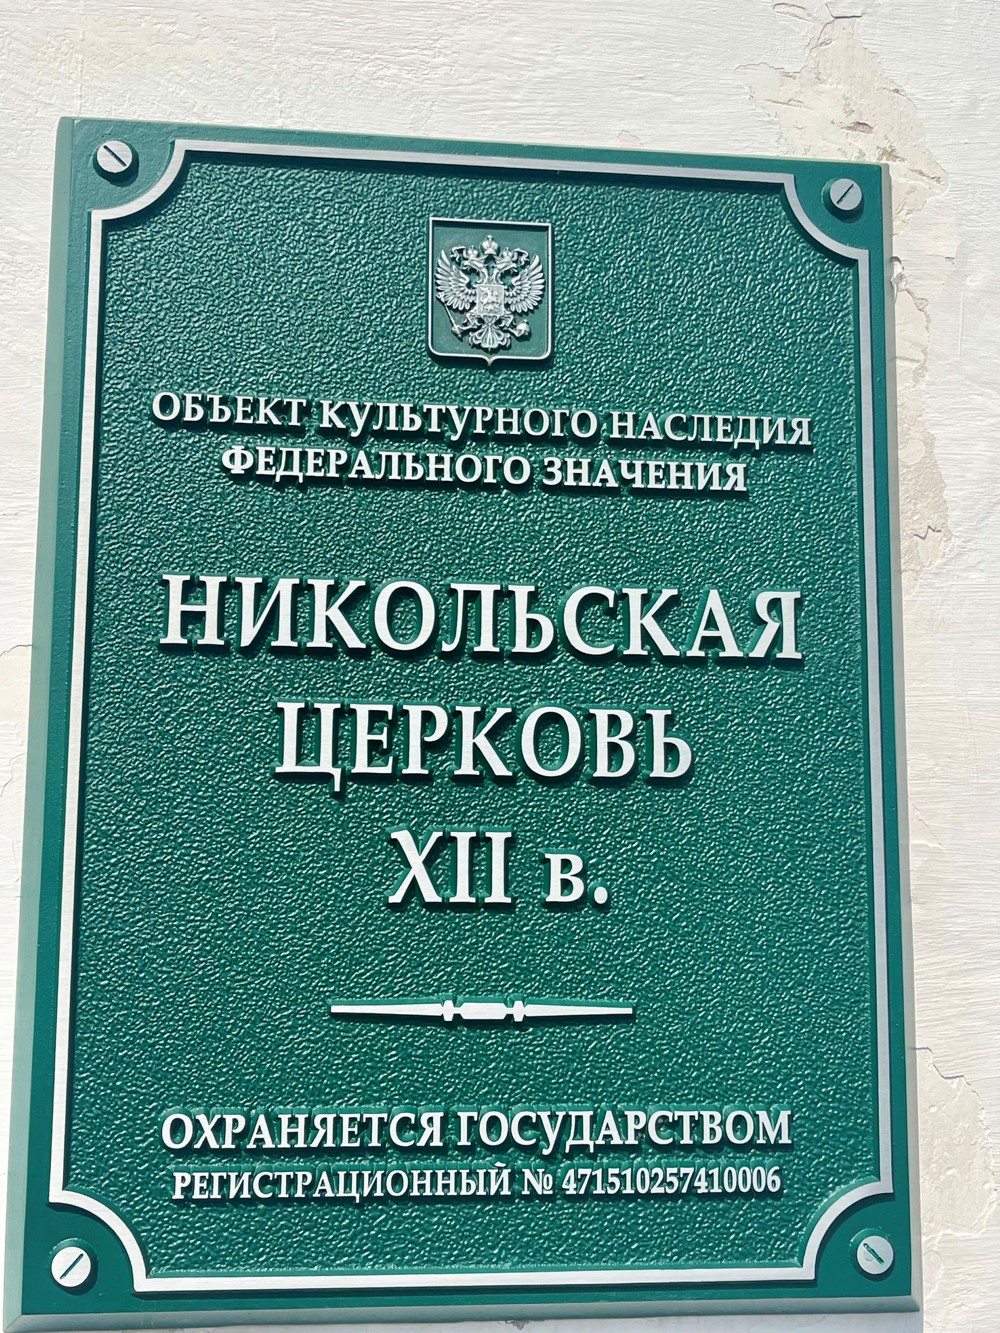 ОБЪЕКТ КУЛЬТУРНОГО НАСЛЕДИЯ
ФЕДЕРАЛЬНОГО ЗНАЧЕНИЯ
НИКОЛЬСКАЯ
ЦЕРКОВЬ
XII в.
ОХРАНЯЕТСЯ ГОСУДАРСТВОМ
РЕГИСТРАЦИОННЫЙ № 471510257410006